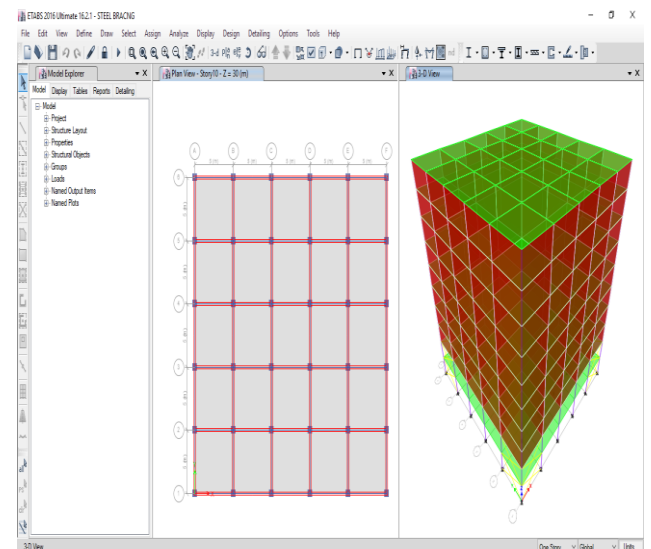 ETABS 2016 Ultimate 16.2.1 - STEEL BRACNG
File Edit View Define Draw Select Assign Analyze Display Design Detailing Options Tools Help
Model Explorer
Model Display Tables Reports Detailing
Model
Project
Structure Layout
Properties
Structural Objects
Groups
Loads
Named Output Items
Named Plots
Plan View - Story10 - Z = 30 (m)
A B C D E F
3-D View
3-D View
One Story Global Units